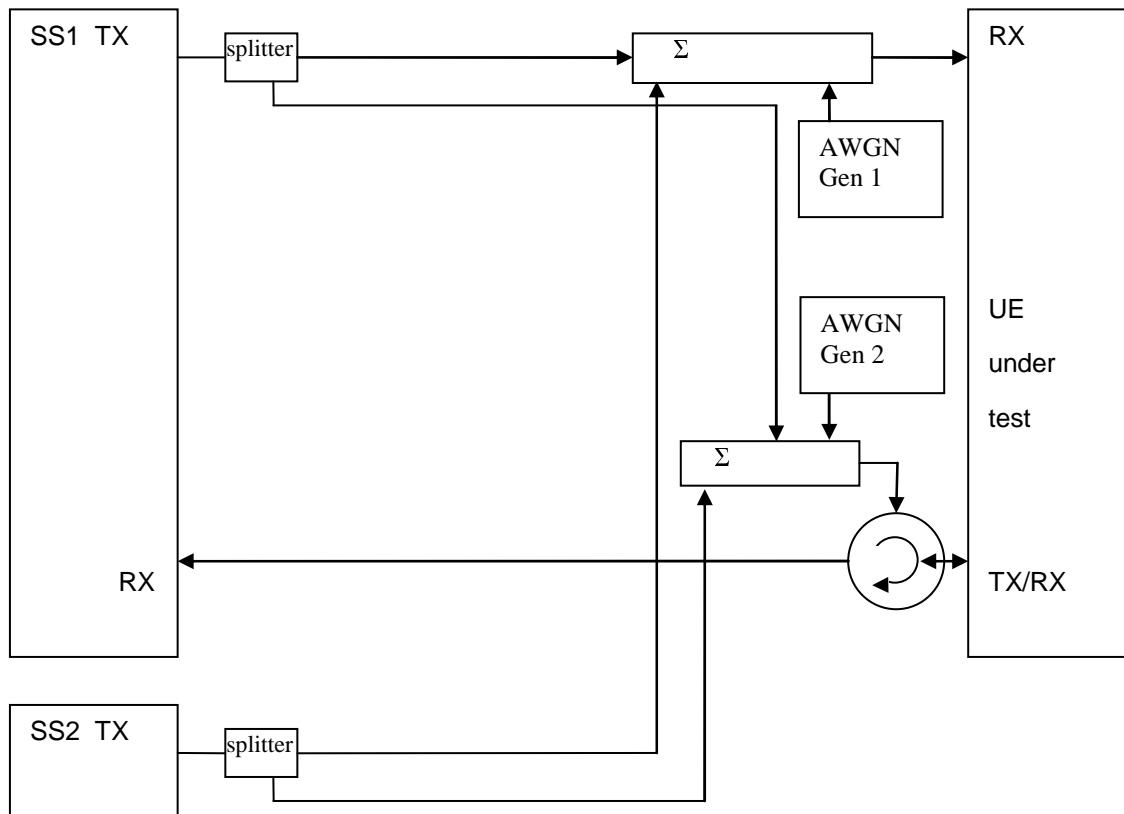 SS1 TX
splitter
Σ
RX
AWGN
Gen 1
AWGN
Gen 2
UE
under
test
Σ
RX
TX/RX
SS2 TX
splitter